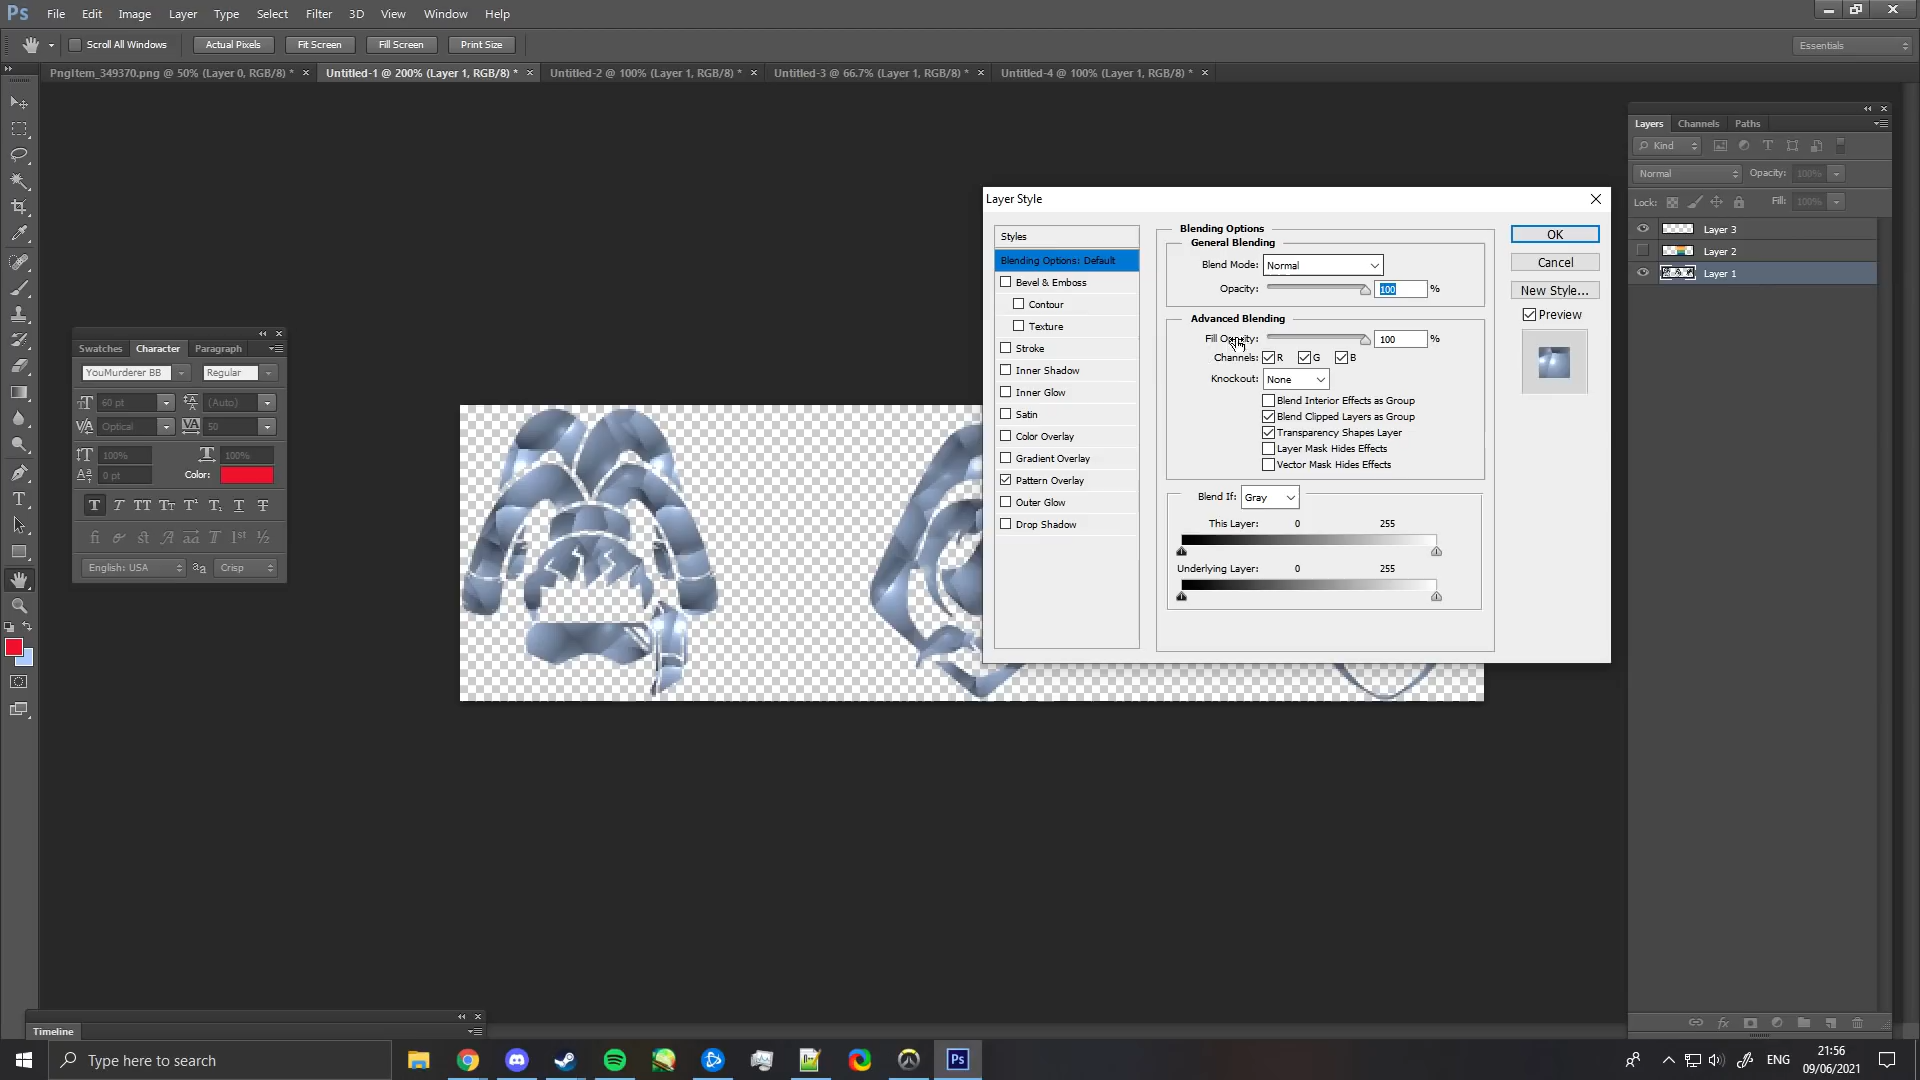 Ps File Edit Image Layer Type Select Filter 3D View Window Help
Scroll All Windows Actual Pixels Fit Screen Fill Screen Print Size Essentials
PngItem_349370.png @ 50% (Layer 0, RGB/8) * × Untitled-1 @ 200% (Layer 1, RGB/8) * × Untitled-2 @ 100% (Layer 1, RGB/8) * × Untitled-3 @ 66.7% (Layer 1, RGB/8) * × Untitled-4 @ 100% (Layer 1, RGB/8) * ×
Layers Channels Paths
Kind
Normal Opacity: 100%
Lock: Fill: 100%
Layer 3
Layer 2
Layer 1
Layer Style
Styles
Blending Options: Default
Bevel & Emboss
Contour
Texture
Stroke
Inner Shadow
Inner Glow
Satin
Color Overlay
Gradient Overlay
Pattern Overlay
Outer Glow
Drop Shadow
Blending Options
General Blending
Blend Mode: Normal
Opacity: 100 %
Advanced Blending
Fill Opacity: 100 %
Channels: R G B
Knockout: None
Blend Interior Effects as Group
Blend Clipped Layers as Group
Transparency Shapes Layer
Layer Mask Hides Effects
Vector Mask Hides Effects
Blend If: Gray
This Layer: 0 255
Underlying Layer: 0 255
OK
Cancel
New Style...
Preview
Swatches Character Paragraph
YouMurderer BB Regular
60 pt (Auto)
Optical 50
100% 100%
0 pt Color:
English: USA Crisp
Timeline
Type here to search
Ps
ENG
21:56
09/06/2021